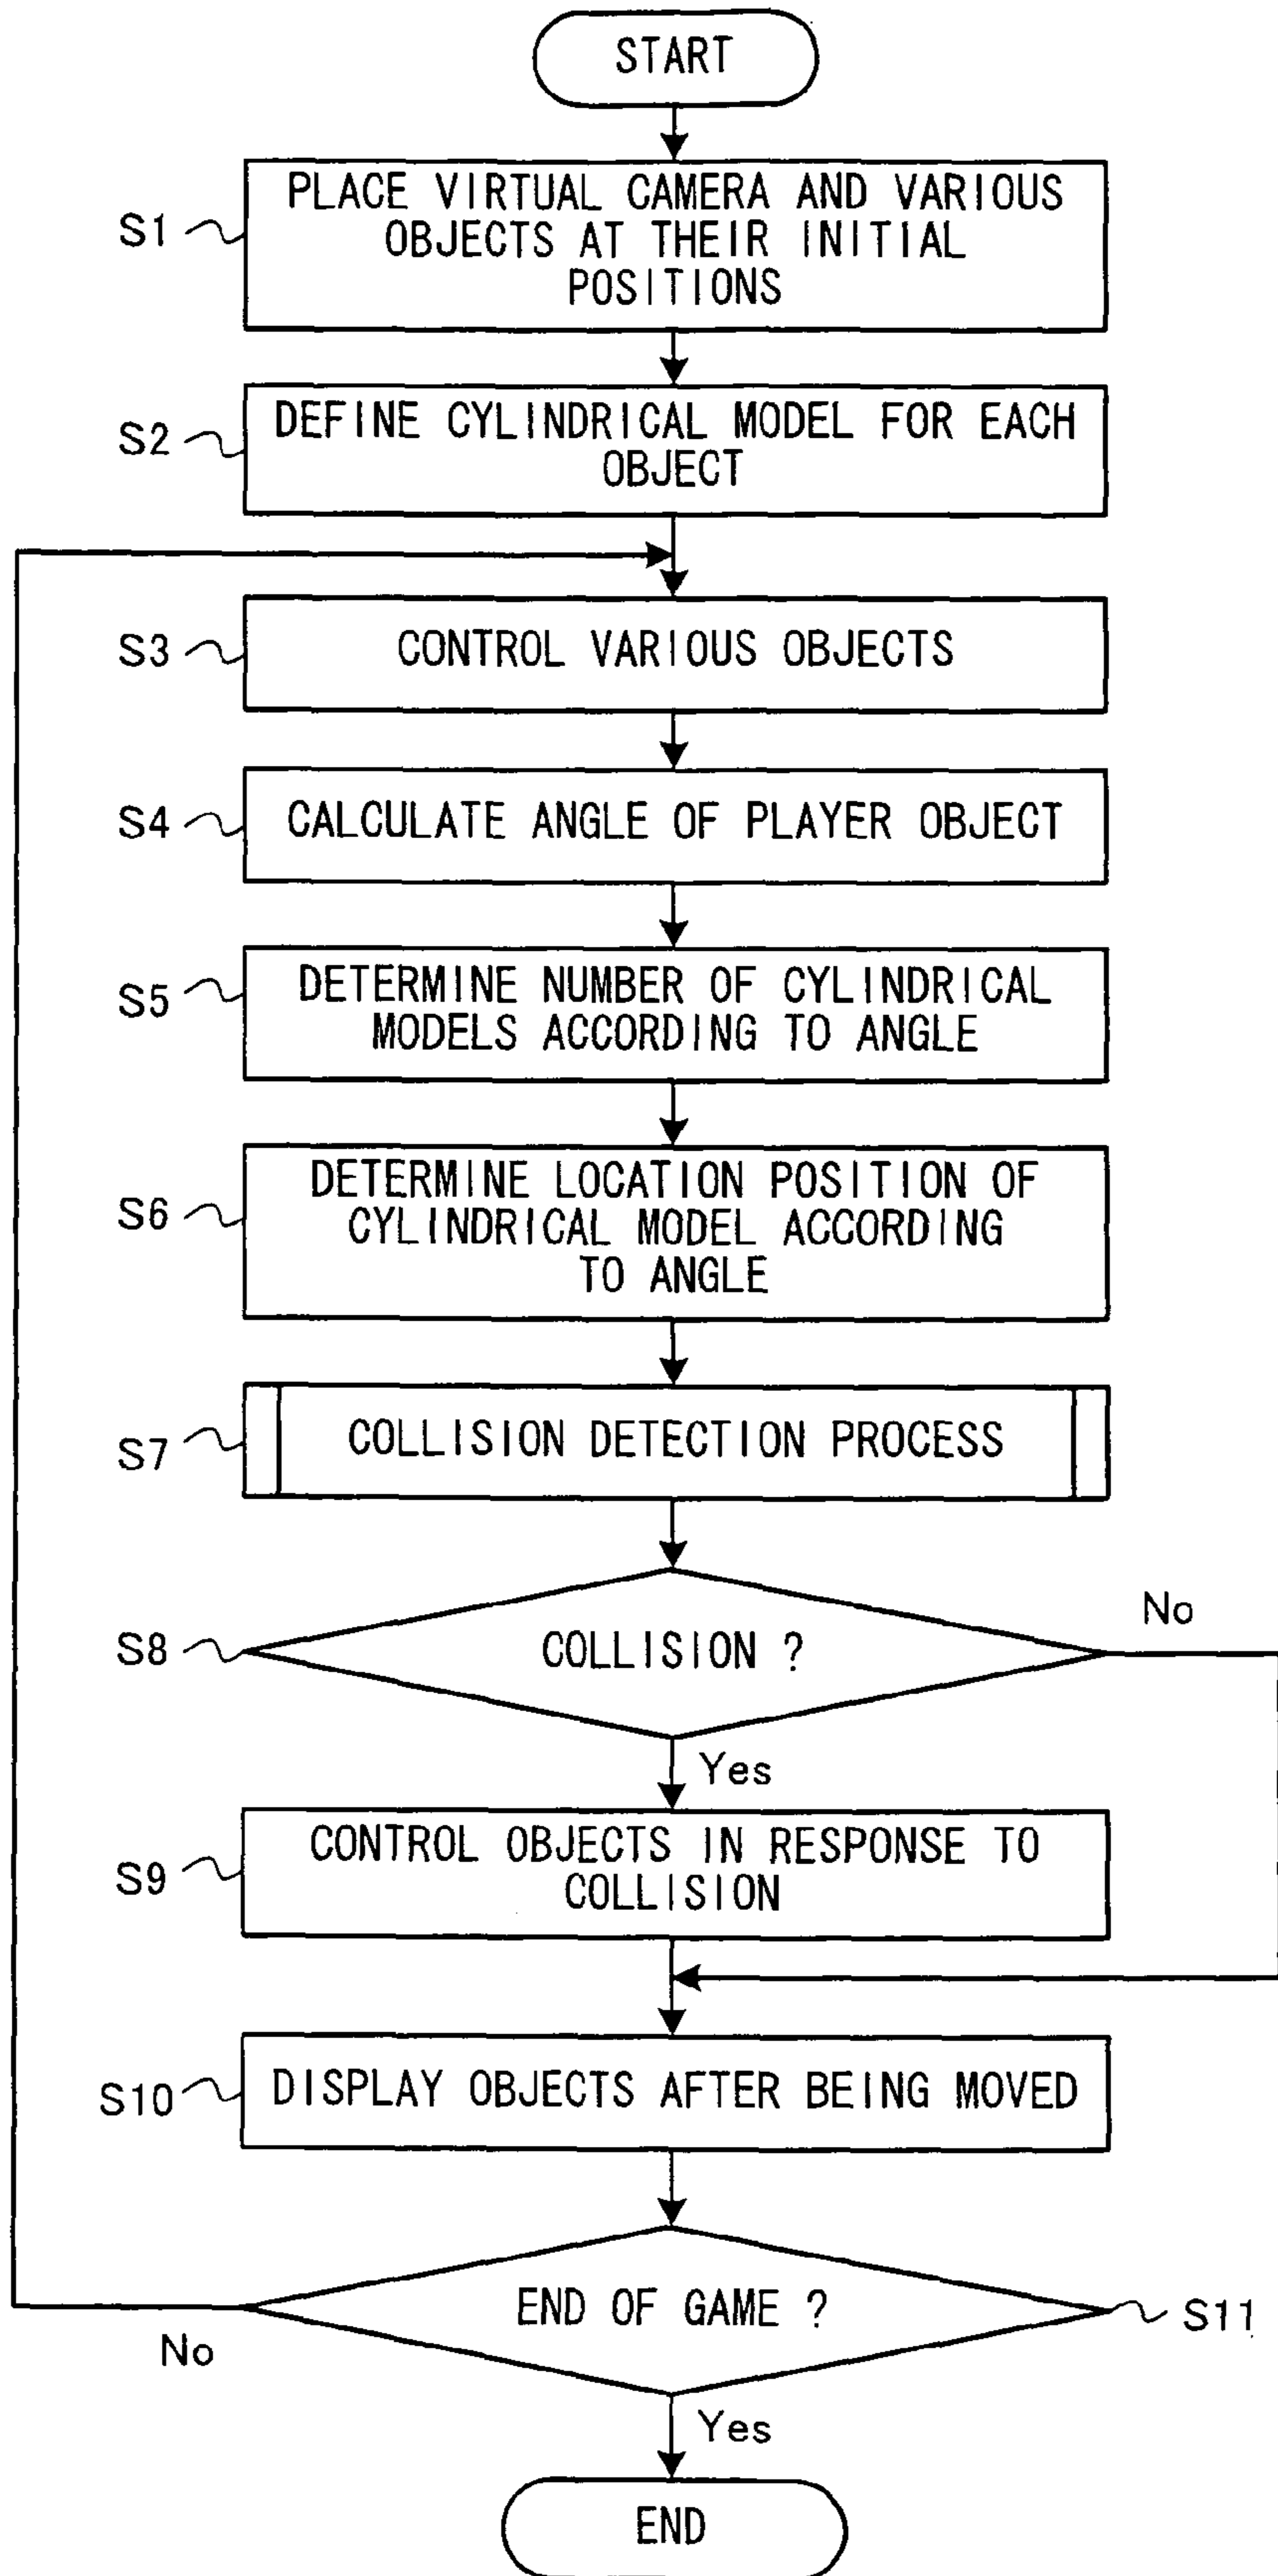 START
S1
PLACE VIRTUAL CAMERA AND VARIOUS
OBJECTS AT THEIR INITIAL
POSITIONS
S2
DEFINE CYLINDRICAL MODEL FOR EACH
OBJECT
S3
CONTROL VARIOUS OBJECTS
S4
CALCULATE ANGLE OF PLAYER OBJECT
S5
DETERMINE NUMBER OF CYLINDRICAL
MODELS ACCORDING TO ANGLE
S6
DETERMINE LOCATION POSITION OF
CYLINDRICAL MODEL ACCORDING
TO ANGLE
S7
COLLISION DETECTION PROCESS
S8
COLLISION ?
No
Yes
S9
CONTROL OBJECTS IN RESPONSE TO
COLLISION
S10
DISPLAY OBJECTS AFTER BEING MOVED
END OF GAME ?
S11
No
Yes
END